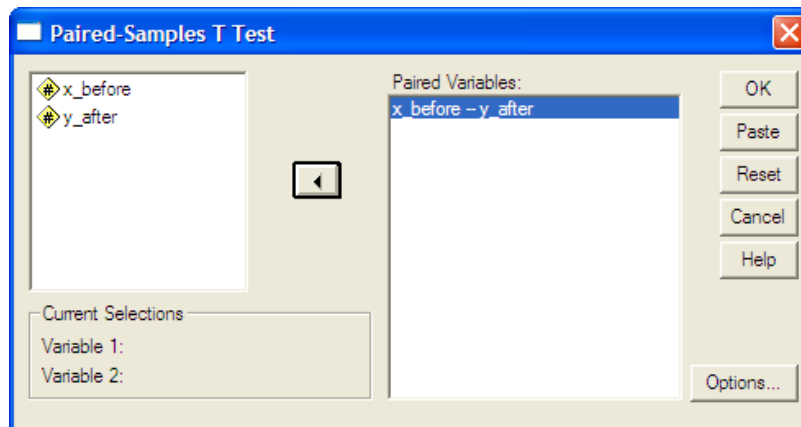 Paired-Samples T Test
x_before
y_after
Paired Variables:
x_before -- y_after
OK
Paste
Reset
Cancel
Help
Current Selections
Variable 1:
Variable 2:
Options...